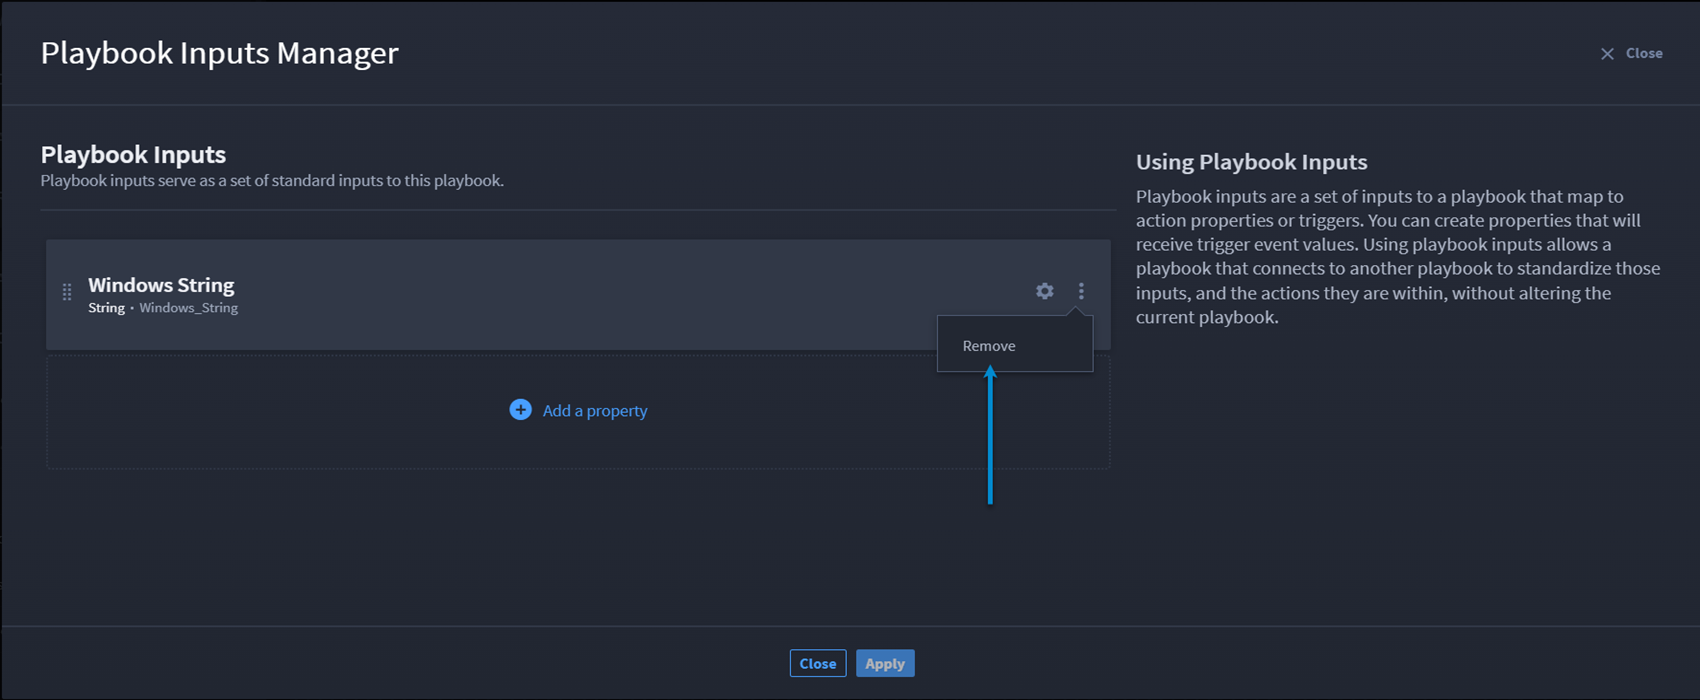 Playbook Inputs Manager
Close
Playbook Inputs
Playbook inputs serve as a set of standard inputs to this playbook.
Windows String
String • Windows_String
Remove
Add a property
Using Playbook Inputs
Playbook inputs are a set of inputs to a playbook that map to
action properties or triggers. You can create properties that will
receive trigger event values. Using playbook inputs allows a
playbook that connects to another playbook to standardize those
inputs, and the actions they are within, without altering the
current playbook.
Close
Apply